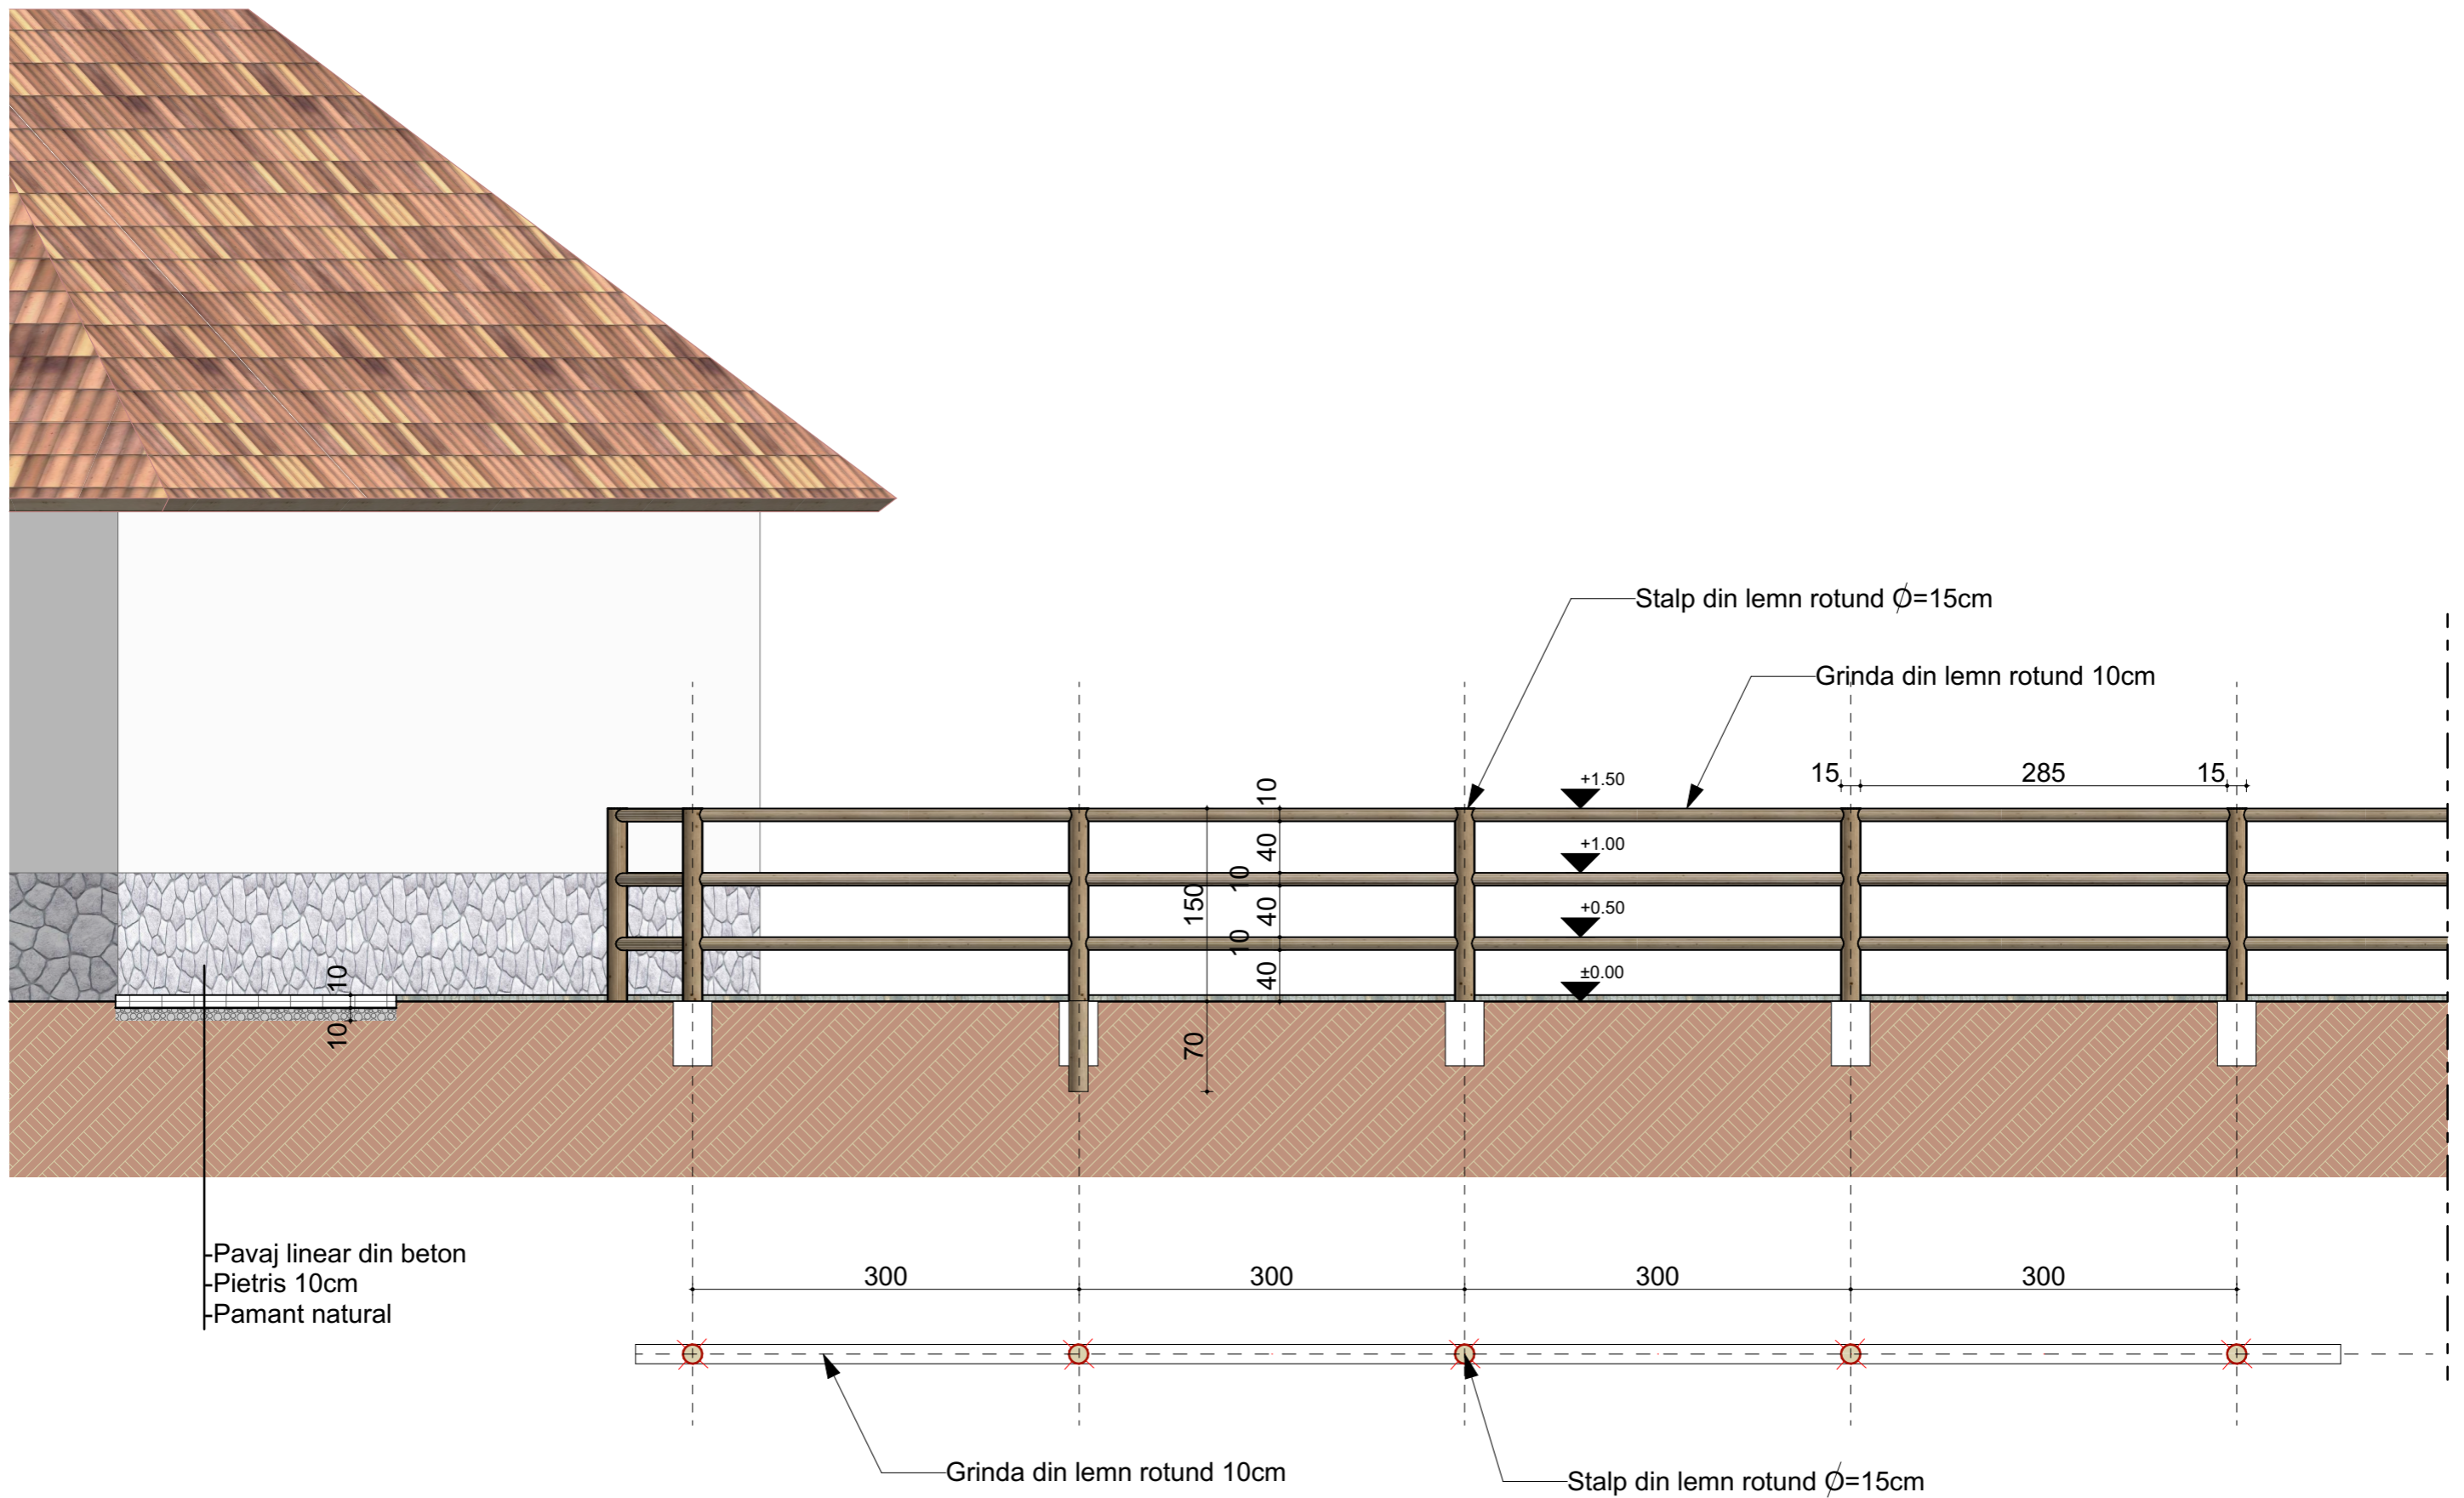 Stalp din lemn rotund Ø=15cm
Grinda din lemn rotund 10cm
15 285 15
+1.50
+1.00
+0.50
±0.00
10
40
10
40
10
40
150
70
10
10
-Pavaj linear din beton
-Pietris 10cm
-Pamant natural
300 300 300 300
Grinda din lemn rotund 10cm
Stalp din lemn rotund Ø=15cm